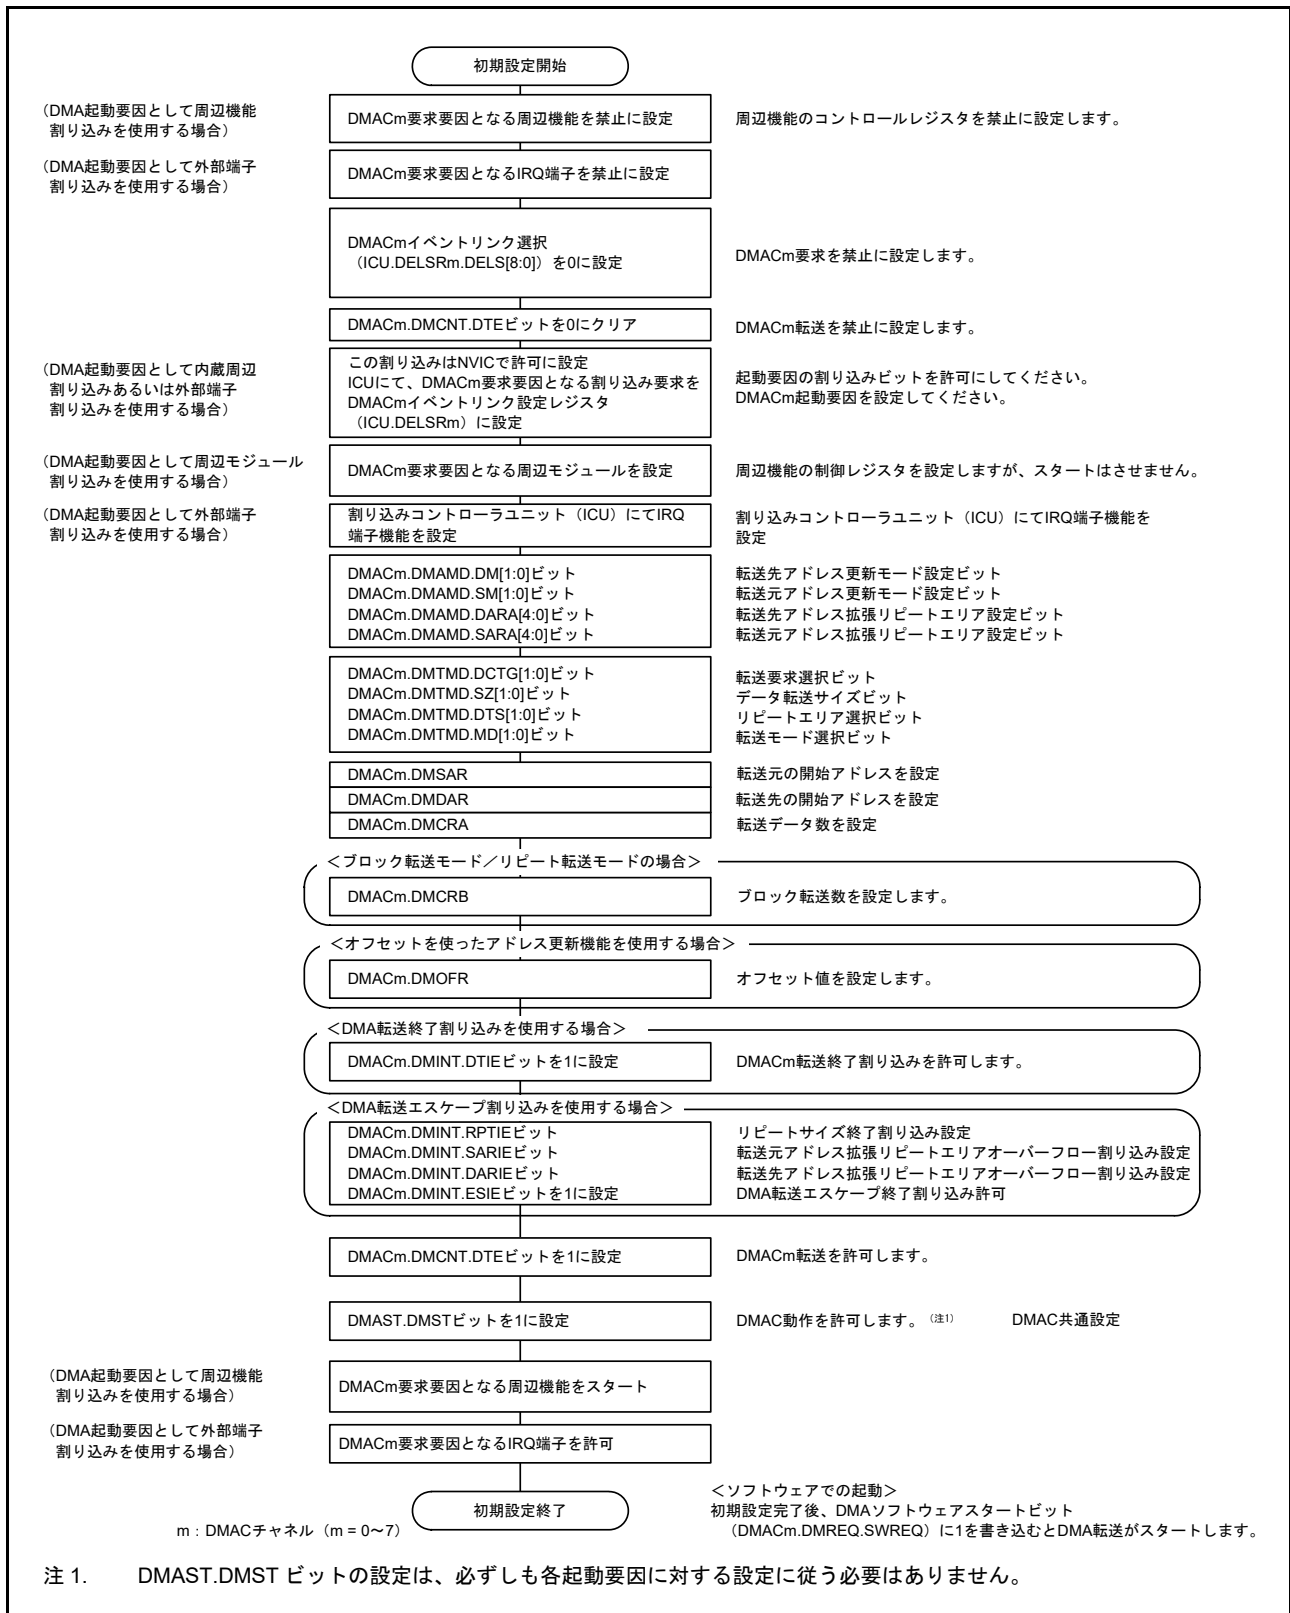 初期設定開始
（DMA起動要因として周辺機能
割り込みを使用する場合）
DMACm要求要因となる周辺機能を禁止に設定
周辺機能のコントロールレジスタを禁止に設定します。
（DMA起動要因として外部端子
割り込みを使用する場合）
DMACm要求要因となるIRQ端子を禁止に設定
DMACmイベントリンク選択
（ICU.DELSRm.DELS[8:0]）を0に設定
DMACm要求を禁止に設定します。
DMACm.DMCNT.DTEビットを0にクリア
DMACm転送を禁止に設定します。
（DMA起動要因として内蔵周辺
割り込みあるいは外部端子
割り込みを使用する場合）
この割り込みはNVICで許可に設定
ICUにて、DMACm要求要因となる割り込み要求を
DMACmイベントリンク設定レジスタ
（ICU.DELSRm）に設定
起動要因の割り込みビットを許可にしてください。
DMACm起動要因を設定してください。
（DMA起動要因として周辺モジュール
割り込みを使用する場合）
DMACm要求要因となる周辺モジュールを設定
周辺機能の制御レジスタを設定しますが、スタートはさせません。
（DMA起動要因として外部端子
割り込みを使用する場合）
割り込みコントローラユニット（ICU）にてIRQ
端子機能を設定
割り込みコントローラユニット（ICU）にてIRQ端子機能を
設定
DMACm.DMAMD.DM[1:0]ビット 転送先アドレス更新モード設定ビット
DMACm.DMAMD.SM[1:0]ビット 転送元アドレス更新モード設定ビット
DMACm.DMAMD.DARA[4:0]ビット 転送先アドレス拡張リピートエリア設定ビット
DMACm.DMAMD.SARA[4:0]ビット 転送元アドレス拡張リピートエリア設定ビット
DMACm.DMTMD.DCTG[1:0]ビット 転送要求選択ビット
DMACm.DMTMD.SZ[1:0]ビット データ転送サイズビット
DMACm.DMTMD.DTS[1:0]ビット リピートエリア選択ビット
DMACm.DMTMD.MD[1:0]ビット 転送モード選択ビット
DMACm.DMSAR 転送元の開始アドレスを設定
DMACm.DMDAR 転送先の開始アドレスを設定
DMACm.DMCRA 転送データ数を設定
＜ブロック転送モード／リピート転送モードの場合＞
DMACm.DMCRB ブロック転送数を設定します。
＜オフセットを使ったアドレス更新機能を使用する場合＞
DMACm.DMOFR オフセット値を設定します。
＜DMA転送終了割り込みを使用する場合＞
DMACm.DMINT.DTIEビットを1に設定 DMACm転送終了割り込みを許可します。
＜DMA転送エスケープ割り込みを使用する場合＞
DMACm.DMINT.RPTIEビット リピートサイズ終了割り込み設定
DMACm.DMINT.SARIEビット 転送元アドレス拡張リピートエリアオーバーフロー割り込み設定
DMACm.DMINT.DARIEビット 転送先アドレス拡張リピートエリアオーバーフロー割り込み設定
DMACm.DMINT.ESIEビットを1に設定 DMA転送エスケープ終了割り込み許可
DMACm.DMCNT.DTEビットを1に設定 DMACm転送を許可します。
DMAST.DMSTビットを1に設定 DMAC動作を許可します。（注1） DMAC共通設定
（DMA起動要因として周辺機能
割り込みを使用する場合）
DMACm要求要因となる周辺機能をスタート
（DMA起動要因として外部端子
割り込みを使用する場合）
DMACm要求要因となるIRQ端子を許可
初期設定終了
m：DMACチャネル（m = 0～7）
＜ソフトウェアでの起動＞
初期設定完了後、DMAソフトウェアスタートビット
（DMACm.DMREQ.SWREQ）に1を書き込むとDMA転送がスタートします。
注 1. DMAST.DMST ビットの設定は、必ずしも各起動要因に対する設定に従う必要はありません。